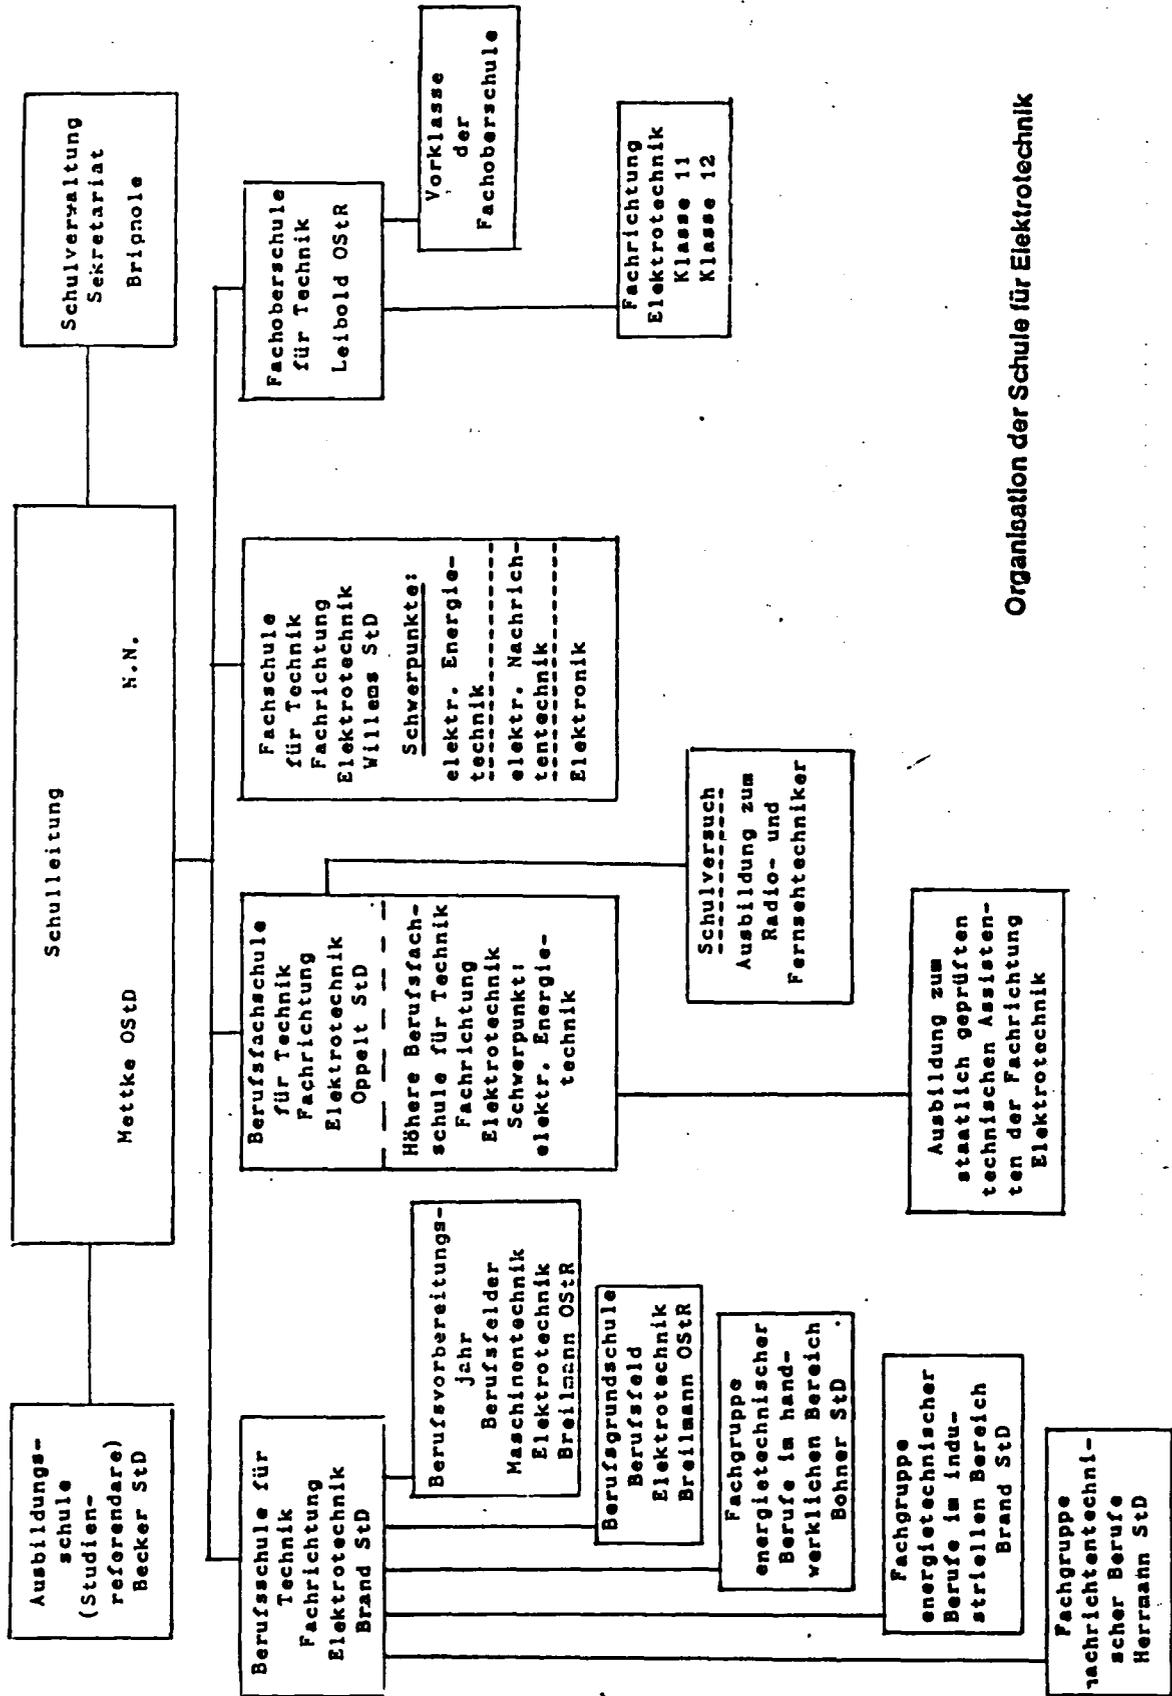 Ausbildungs-
schule
(Studien-
referendare)
Becker StD
Schulleitung
Mettke OStD
N.N.
Schulverwaltung
Sekretariat
Brignole
Berufsschule für
Technik
Fachrichtung
Elektrotechnik
Brand StD
Berufsvorbereitungs-
jahr
Berufsfelder
Maschinentechnik
Elektrotechnik
Breilmann OStR
Berufsgrundschule
Berufsfeld
Elektrotechnik
Breilmann OStR
Fachgruppe
energietechnischer
Berufe im hand-
werklichen Bereich
Bohner StD
Fachgruppe
energietechnischer
Berufe im indu-
striellen Bereich
Brand StD
Fachgruppe
nachrichtentechni-
scher Berufe
Herrmann StD
Berufsfachschule
für Technik
Fachrichtung
Elektrotechnik
Oppelt StD
Höhere Berufsfach-
schule für Technik
Fachrichtung
Elektrotechnik
Schwerpunkt:
elektr. Energie-
technik
Schulversuch
Ausbildung zum
Radio- und
Fernsehtechniker
Ausbildung zum
staatlich geprüften
technischen Assisten-
ten der Fachrichtung
Elektrotechnik
Fachschule
für Technik
Fachrichtung
Elektrotechnik
Willems StD
Schwerpunkte:
elektr. Energie-
technik
elektr. Nachrich-
tentechnik
Elektronik
Fachoberschule
für Technik
Leibold OStR
Vorklasse
der
Fachoberschule
Fachrichtung
Elektrotechnik
Klasse 11
Klasse 12
Organisation der Schule für Elektrotechnik